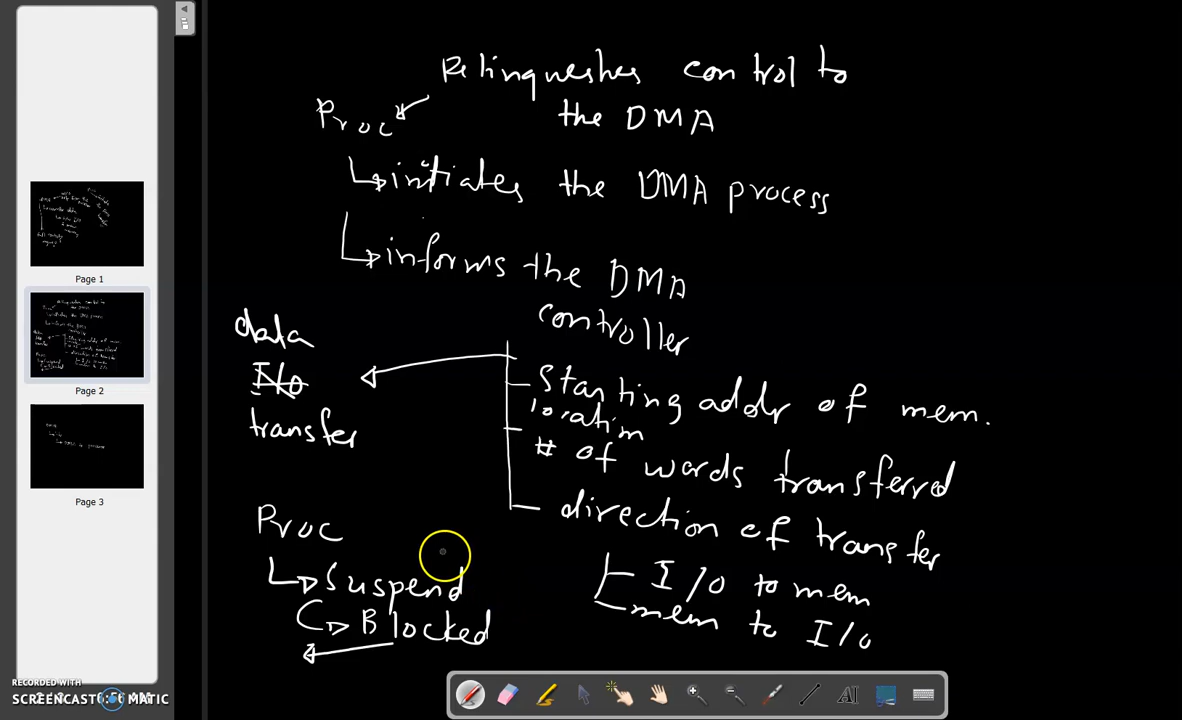 Relinqueshes control to
the DMA
Proc
initiates the DMA process
informs the DMA
controller
data
I/o
transfer
Starting addr of mem.
location
# of words transferred
direction of transfer
I/O to mem
mem to I/O
Proc
Suspend
Blocked
Page 1
Page 2
Page 3
RECORDED WITH
SCREENCAST MATIC
AI